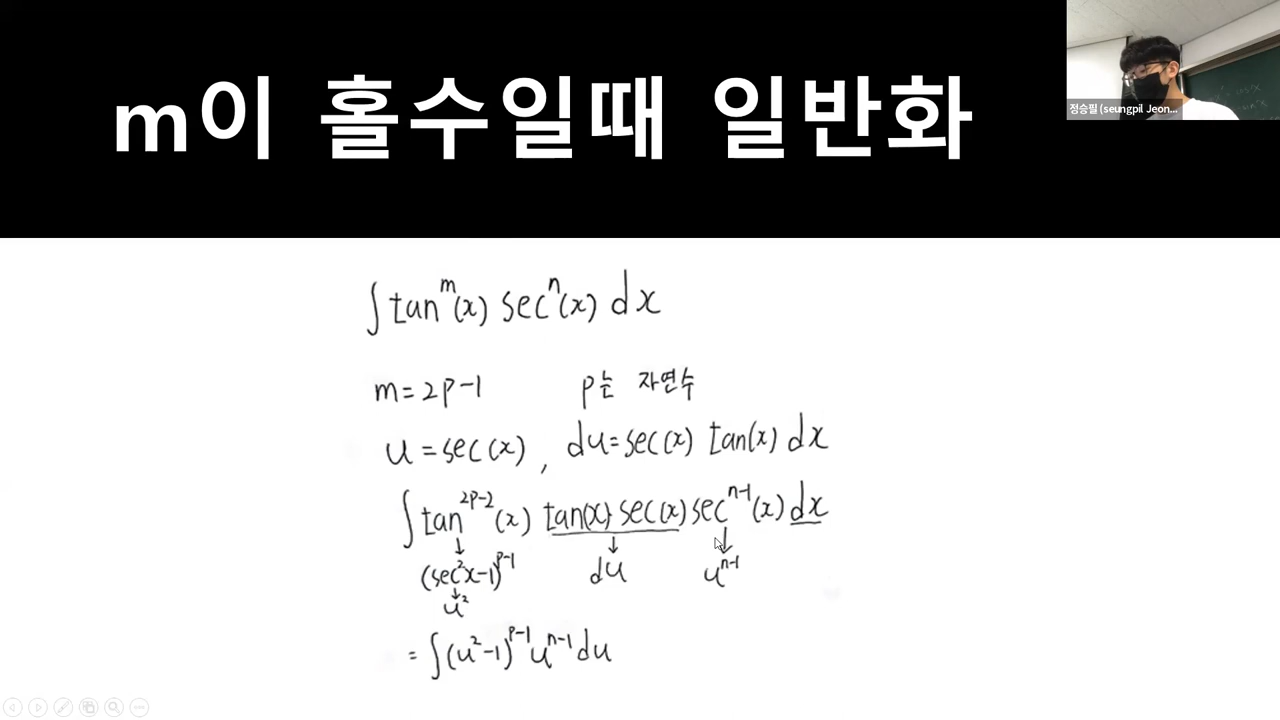 m이 홀수일때 일반화
정승필 (seungpil Jeon...
∫tan^m(x) sec^n(x) dx
m=2p-1 p는 자연수
u=sec(x), du=sec(x) tan(x) dx
∫tan^{2p-2}(x) tan(x) sec(x) sec^{n-1}(x) dx
↓ ↓ ↓
(sec²x-1)^{p-1} du u^{n-1}
↓
u²
=∫(u²-1)^{p-1} u^{n-1} du